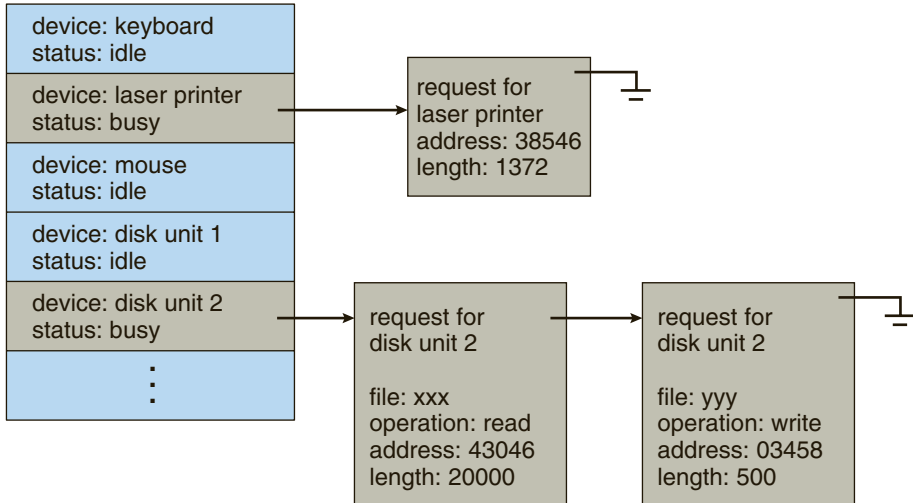 device: keyboard
status: idle
device: laser printer
status: busy
device: mouse
status: idle
device: disk unit 1
status: idle
device: disk unit 2
status: busy
request for
laser printer
address: 38546
length: 1372
request for
disk unit 2
file: xxx
operation: read
address: 43046
length: 20000
request for
disk unit 2
file: yyy
operation: write
address: 03458
length: 500